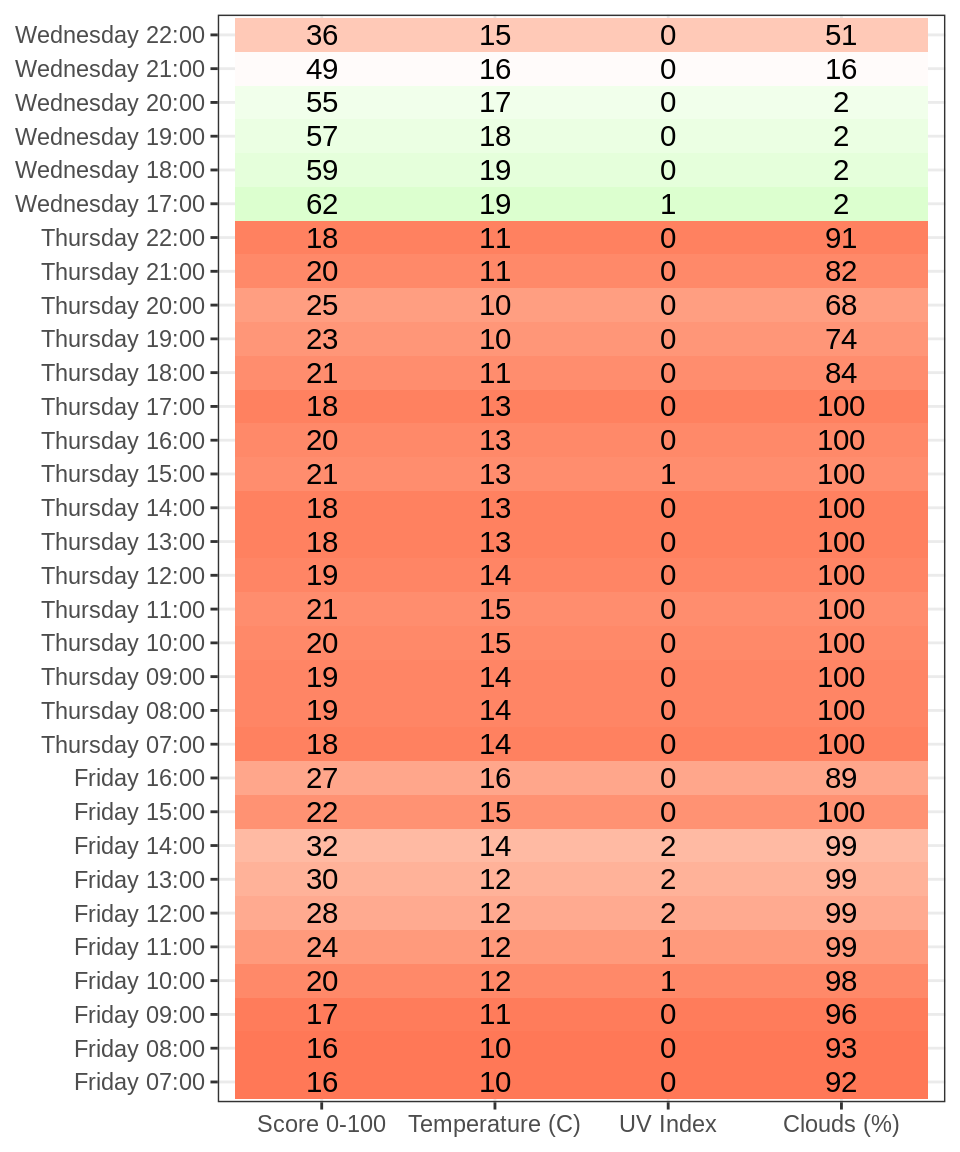 Wednesday 22:00 36 15 0 51
Wednesday 21:00 49 16 0 16
Wednesday 20:00 55 17 0 2
Wednesday 19:00 57 18 0 2
Wednesday 18:00 59 19 0 2
Wednesday 17:00 62 19 1 2
Thursday 22:00 18 11 0 91
Thursday 21:00 20 11 0 82
Thursday 20:00 25 10 0 68
Thursday 19:00 23 10 0 74
Thursday 18:00 21 11 0 84
Thursday 17:00 18 13 0 100
Thursday 16:00 20 13 0 100
Thursday 15:00 21 13 1 100
Thursday 14:00 18 13 0 100
Thursday 13:00 18 13 0 100
Thursday 12:00 19 14 0 100
Thursday 11:00 21 15 0 100
Thursday 10:00 20 15 0 100
Thursday 09:00 19 14 0 100
Thursday 08:00 19 14 0 100
Thursday 07:00 18 14 0 100
Friday 16:00 27 16 0 89
Friday 15:00 22 15 0 100
Friday 14:00 32 14 2 99
Friday 13:00 30 12 2 99
Friday 12:00 28 12 2 99
Friday 11:00 24 12 1 99
Friday 10:00 20 12 1 98
Friday 09:00 17 11 0 96
Friday 08:00 16 10 0 93
Friday 07:00 16 10 0 92
Score 0-100 Temperature (C) UV Index Clouds (%)